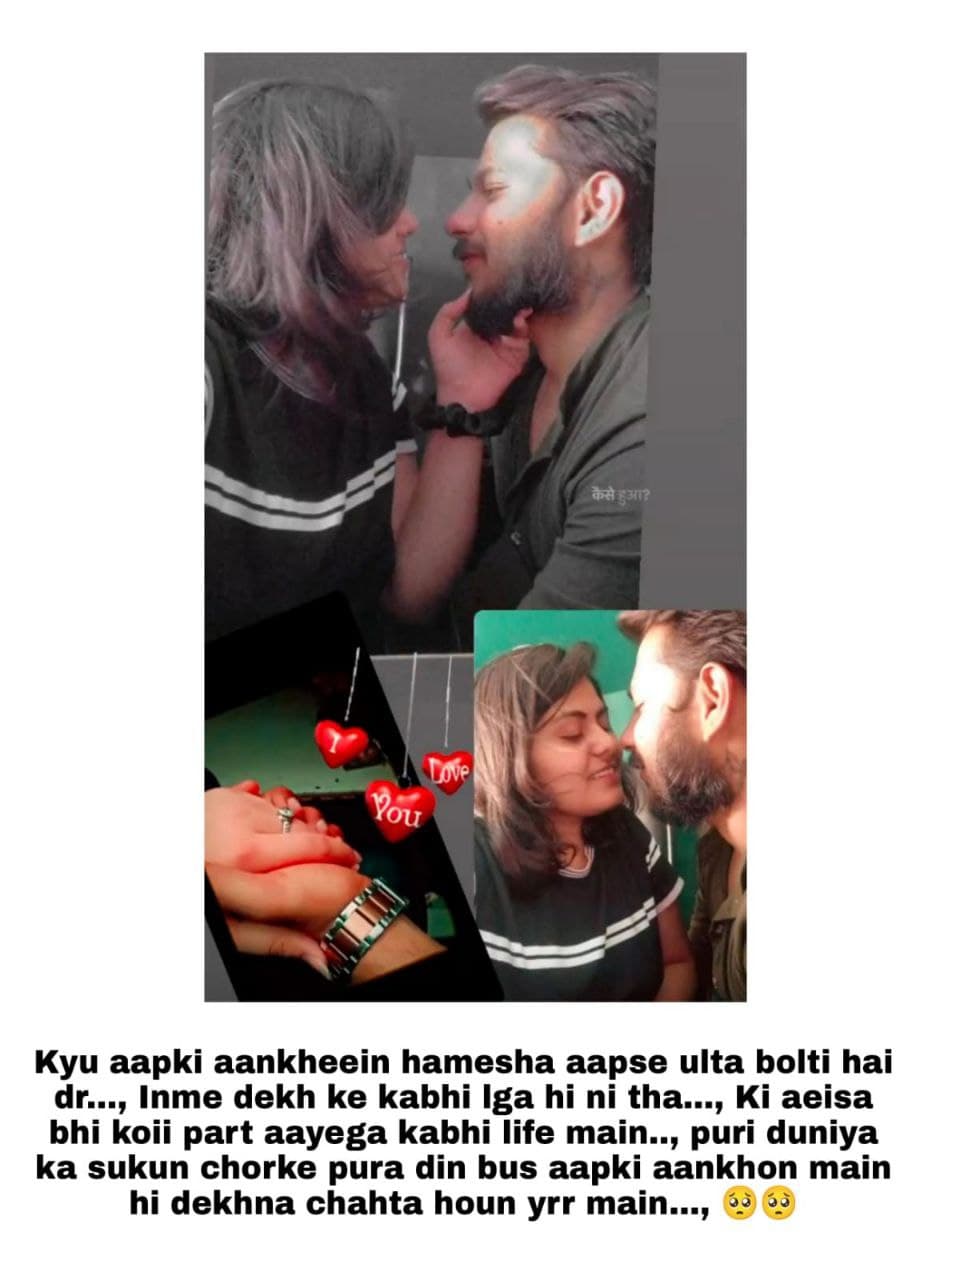 कैसे हुआ?
I
Love
You
Kyu aapki aankheein hamesha aapse ulta bolti hai
dr..., Inme dekh ke kabhi lga hi ni tha..., Ki aeisa
bhi koii part aayega kabhi life main.., puri duniya
ka sukun chorke pura din bus aapki aankhon main
hi dekhna chahta houn yrr main..., 🥺🥺